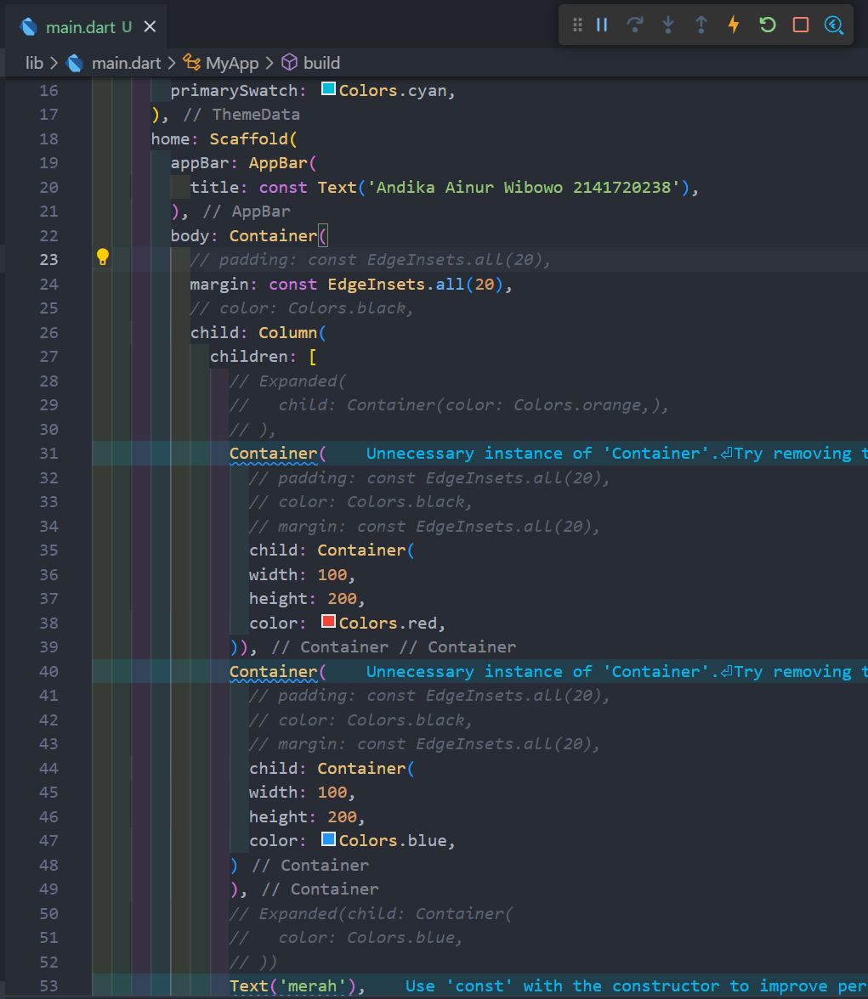 main.dart U
lib > main.dart > MyApp > build
16 primarySwatch: Colors.cyan,
17 ), // ThemeData
18 home: Scaffold(
19 appBar: AppBar(
20 title: const Text('Andika Ainur Wibowo 2141720238'),
21 ), // AppBar
22 body: Container(
23 // padding: const EdgeInsets.all(20),
24 margin: const EdgeInsets.all(20),
25 // color: Colors.black,
26 child: Column(
27 children: [
28 // Expanded(
29 //   child: Container(color: Colors.orange,),
30 // ),
31 Container( Unnecessary instance of 'Container'.⏎Try removing t
32 // padding: const EdgeInsets.all(20),
33 // color: Colors.black,
34 // margin: const EdgeInsets.all(20),
35 child: Container(
36 width: 100,
37 height: 200,
38 color: Colors.red,
39 )), // Container // Container
40 Container( Unnecessary instance of 'Container'.⏎Try removing t
41 // padding: const EdgeInsets.all(20),
42 // color: Colors.black,
43 // margin: const EdgeInsets.all(20),
44 child: Container(
45 width: 100,
46 height: 200,
47 color: Colors.blue,
48 ) // Container
49 ), // Container
50 // Expanded(child: Container(
51 //   color: Colors.blue,
52 // ))
53 Text('merah'), Use 'const' with the constructor to improve per